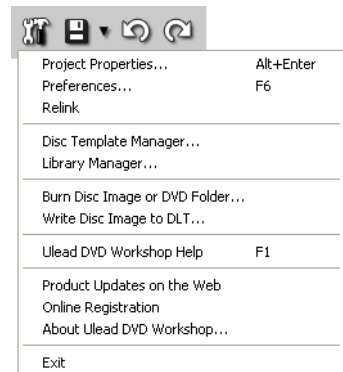 Project Properties... Alt+Enter
Preferences... F6
Relink
Disc Template Manager...
Library Manager...
Burn Disc Image or DVD Folder...
Write Disc Image to DLT...
Ulead DVD Workshop Help F1
Product Updates on the Web
Online Registration
About Ulead DVD Workshop...
Exit